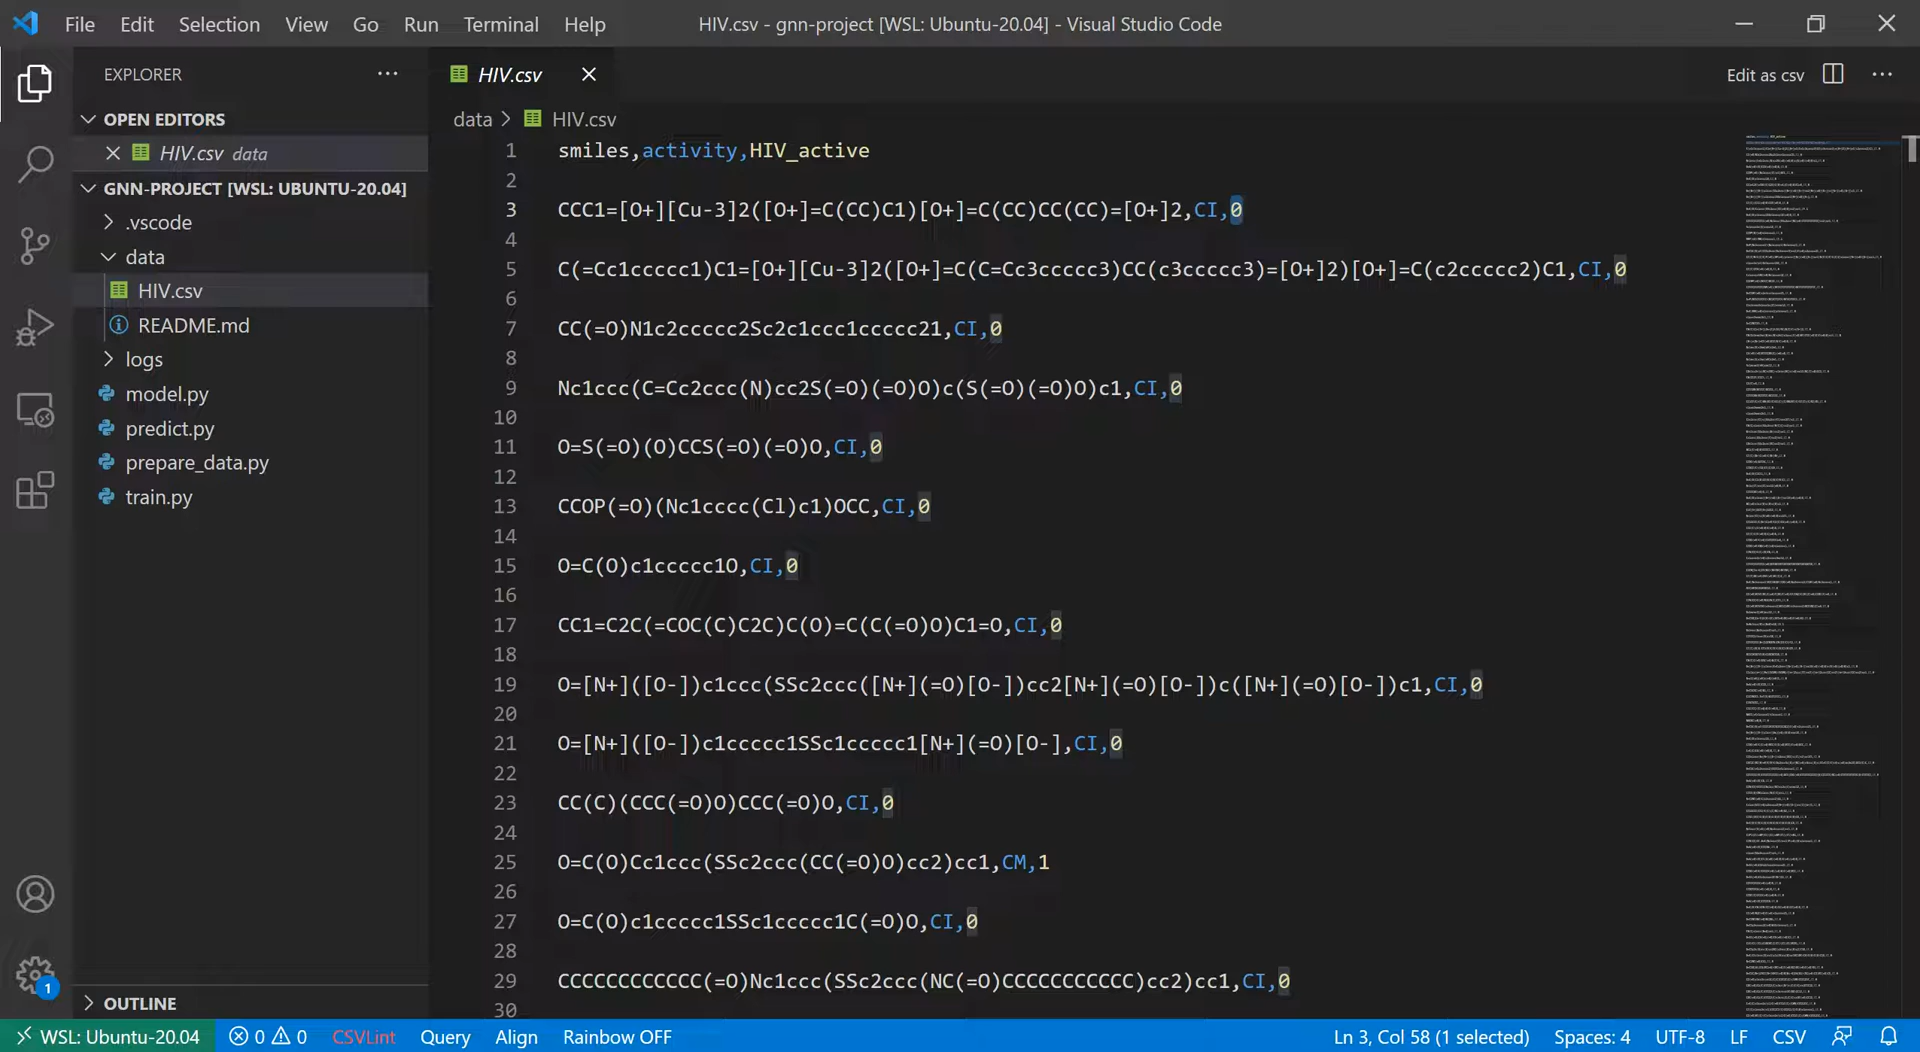 File Edit Selection View Go Run Terminal Help HIV.csv - gnn-project [WSL: Ubuntu-20.04] - Visual Studio Code
EXPLORER ···
OPEN EDITORS
HIV.csv data
GNN-PROJECT [WSL: UBUNTU-20.04]
.vscode
data
HIV.csv
README.md
logs
model.py
predict.py
prepare_data.py
train.py
OUTLINE
1
HIV.csv
Edit as csv ···
data > HIV.csv
1 smiles,activity,HIV_active
2
3 CCC1=[O+][Cu-3]2([O+]=C(CC)C1)[O+]=C(CC)CC(CC)=[O+]2,CI,0
4
5 C(=Cc1ccccc1)C1=[O+][Cu-3]2([O+]=C(C=Cc3ccccc3)CC(c3ccccc3)=[O+]2)[O+]=C(c2ccccc2)C1,CI,0
6
7 CC(=O)N1c2ccccc2Sc2c1ccc1ccccc21,CI,0
8
9 Nc1ccc(C=Cc2ccc(N)cc2S(=O)(=O)O)c(S(=O)(=O)O)c1,CI,0
10
11 O=S(=O)(O)CCS(=O)(=O)O,CI,0
12
13 CCOP(=O)(Nc1cccc(Cl)c1)OCC,CI,0
14
15 O=C(O)c1ccccc1O,CI,0
16
17 CC1=C2C(=COC(C)C2C)C(O)=C(C(=O)O)C1=O,CI,0
18
19 O=[N+]([O-])c1ccc(SSc2ccc([N+](=O)[O-])cc2[N+](=O)[O-])c([N+](=O)[O-])c1,CI,0
20
21 O=[N+]([O-])c1ccccc1SSc1ccccc1[N+](=O)[O-],CI,0
22
23 CC(C)(CCC(=O)O)CCC(=O)O,CI,0
24
25 O=C(O)Cc1ccc(SSc2ccc(CC(=O)O)cc2)cc1,CM,1
26
27 O=C(O)c1ccccc1SSc1ccccc1C(=O)O,CI,0
28
29 CCCCCCCCCCCC(=O)Nc1ccc(SSc2ccc(NC(=O)CCCCCCCCCCC)cc2)cc1,CI,0
30
WSL: Ubuntu-20.04 0 0 CSVLint Query Align Rainbow OFF Ln 3, Col 58 (1 selected) Spaces: 4 UTF-8 LF CSV